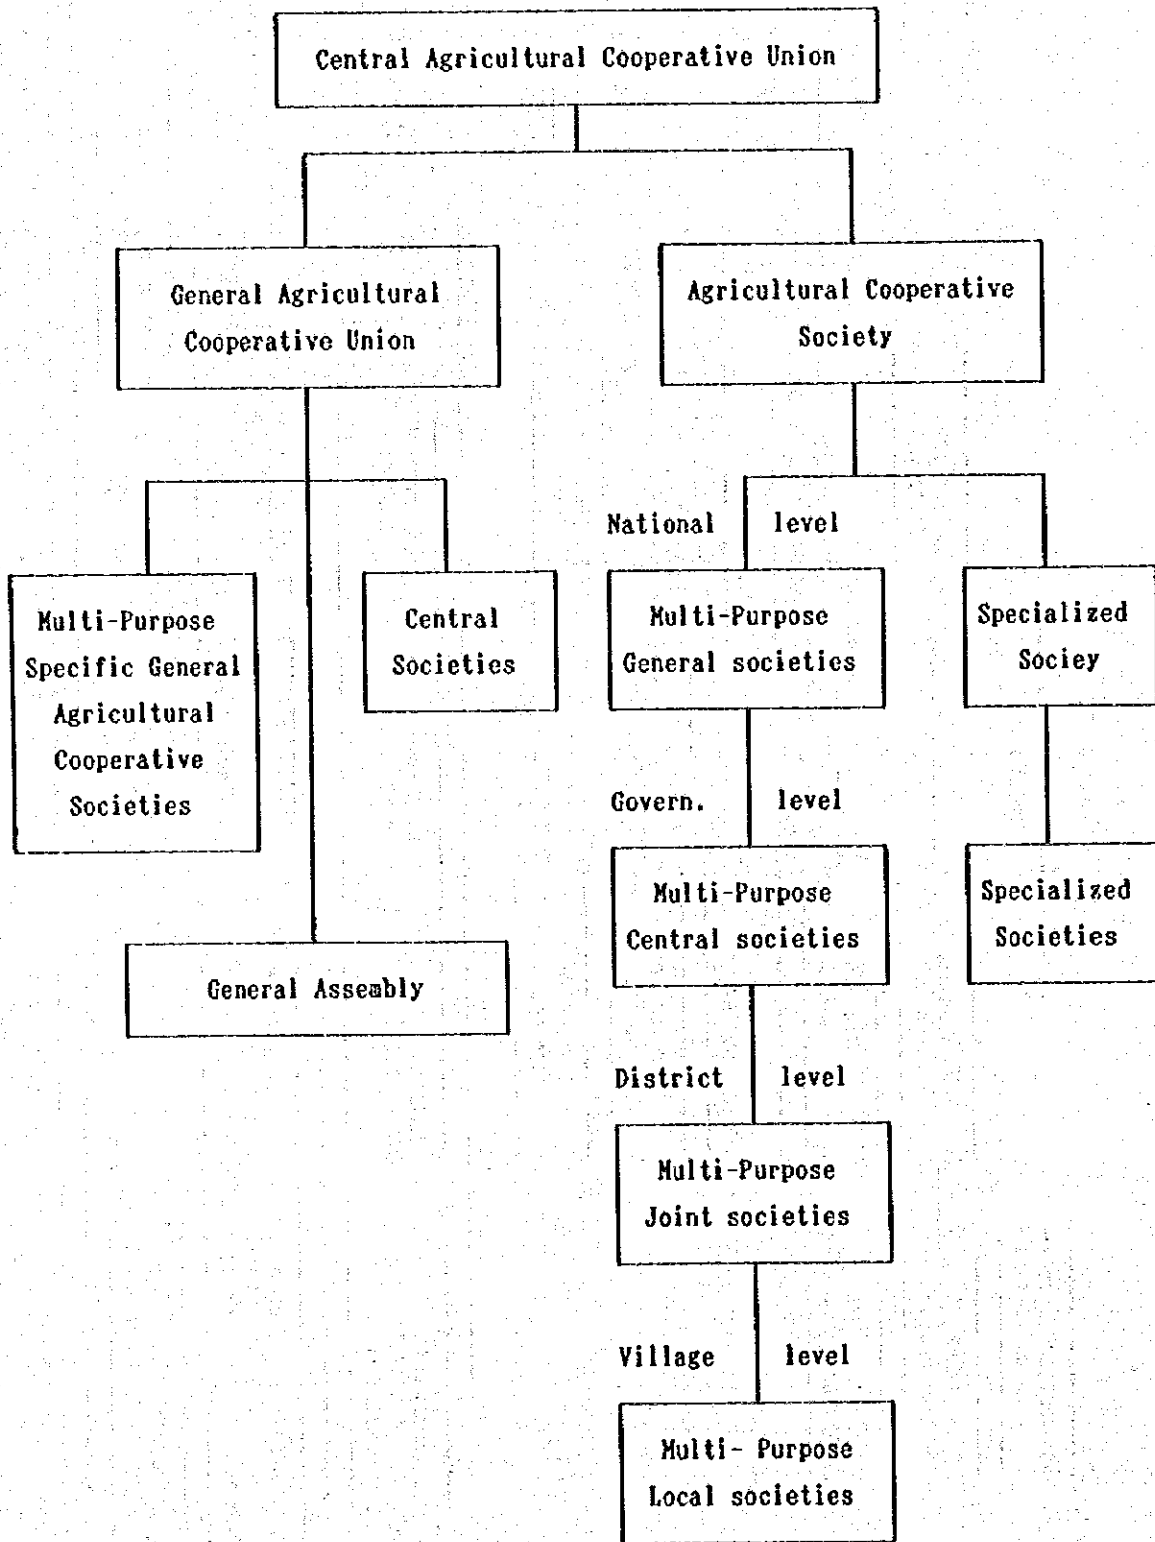 Central Agricultural Cooperative Union
General Agricultural
Cooperative Union
Agricultural Cooperative
Society
National level
Multi-Purpose
Specific General
Agricultural
Cooperative
Societies
Central
Societies
Multi-Purpose
General societies
Specialized
Sociey
Govern. level
Multi-Purpose
Central societies
Specialized
Societies
General Assembly
District level
Multi-Purpose
Joint societies
Village level
Multi- Purpose
Local societies